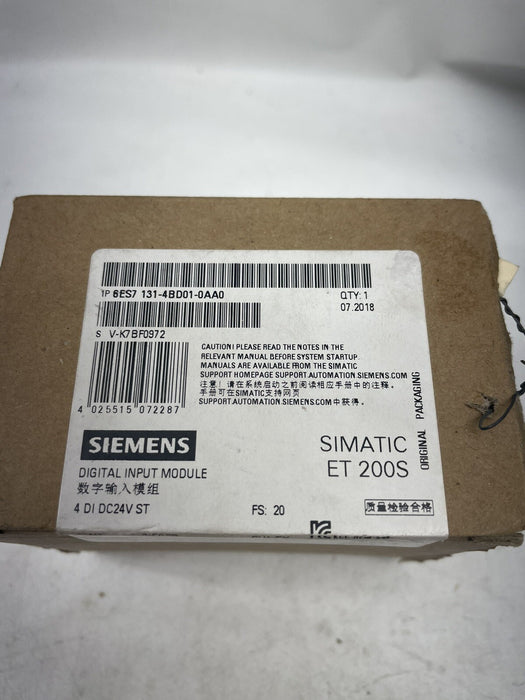 1P 6ES7 131-4BD01-0AA0
QTY: 1
07.2018
S V-K7BF0972
CAUTION! PLEASE READ THE NOTES IN THE
RELEVANT MANUAL BEFORE SYSTEM STARTUP.
MANUALS ARE AVAILABLE FROM THE SIMATIC
SUPPORT HOMEPAGE SUPPORT.AUTOMATION.SIEMENS.COM
注意！请在系统启动之前阅读相应手册中的注释。
手册可在SIMATIC支持网页
SUPPORT.AUTOMATION.SIEMENS.COM中获得。
4 025515 072287
ORIGINAL PACKAGING
SIEMENS
SIMATIC
ET 200S
DIGITAL INPUT MODULE
数字输入模组
4 DI DC24V ST
FS: 20
质量检验合格